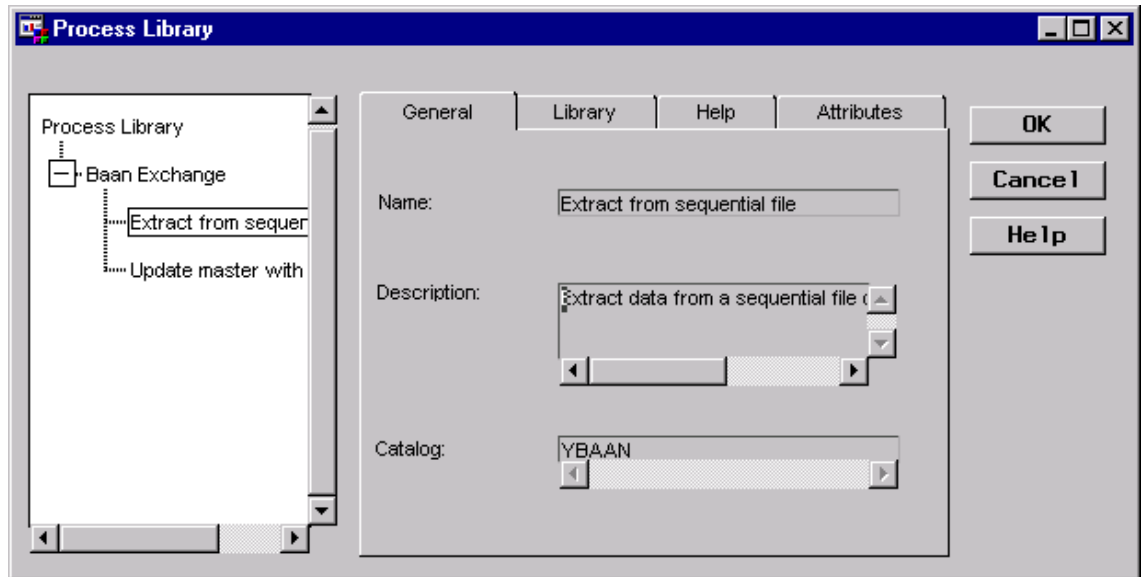 Process Library
Process Library
Baan Exchange
Extract from sequer
Update master with
General Library Help Attributes
Name: Extract from sequential file
Description: Extract data from a sequential file
Catalog: YBAAN
OK
Cancel
Help